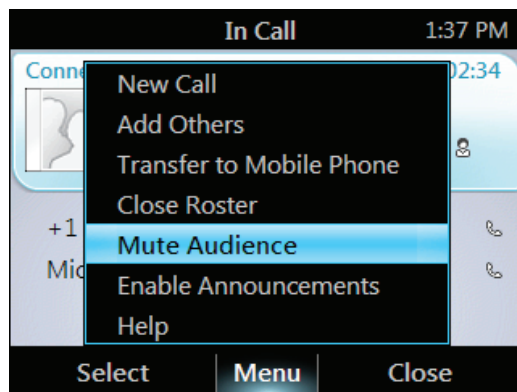 In Call 1:37 PM
Conne 02:34
New Call
Add Others
Transfer to Mobile Phone
Close Roster
+1
Mute Audience
Mic
Enable Announcements
Help
Select Menu Close